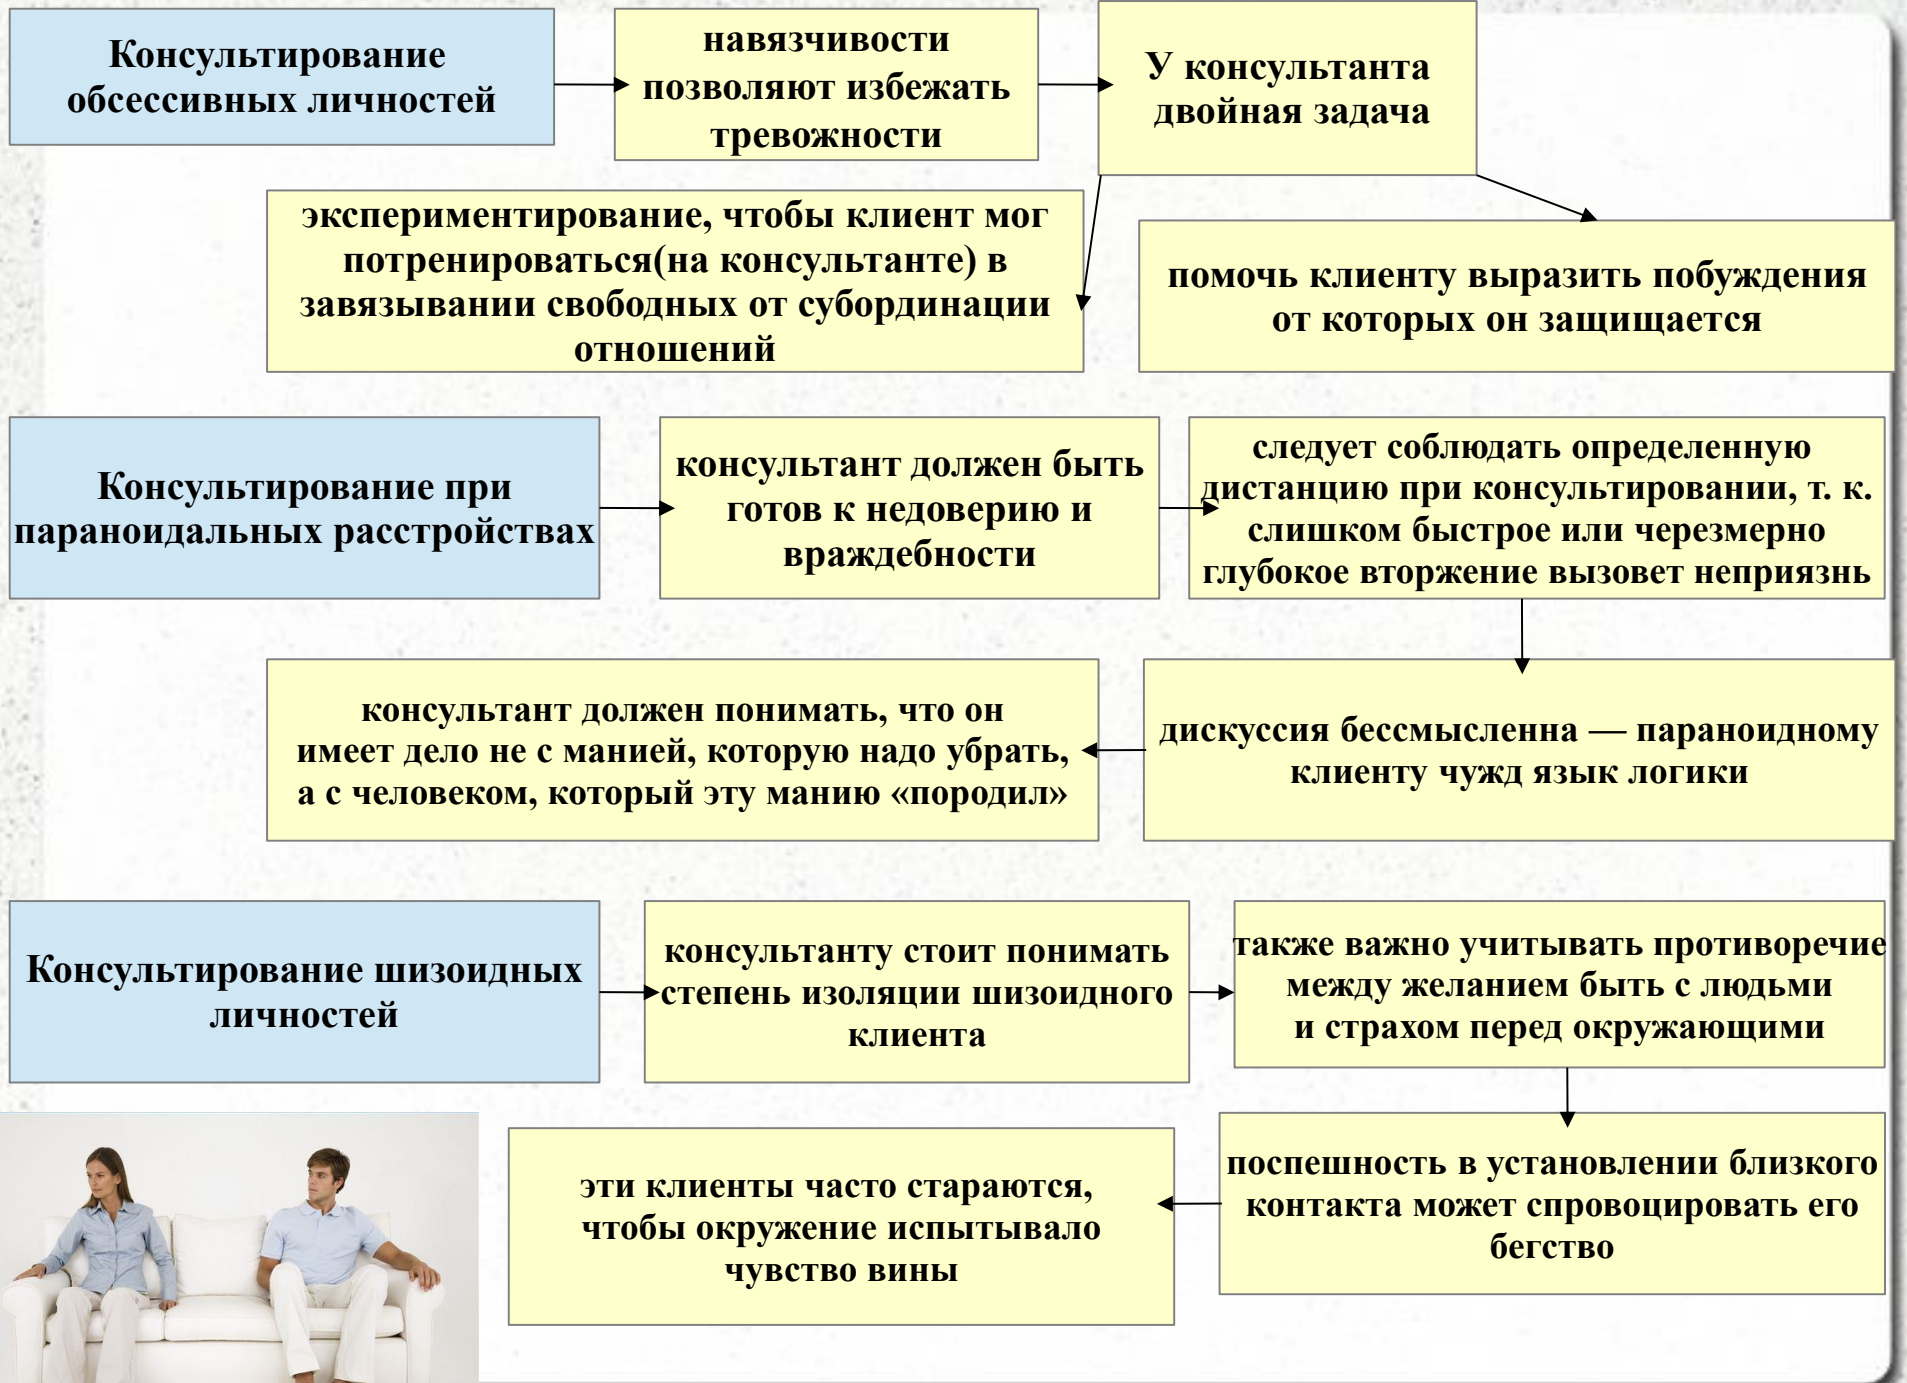 Консультирование
обсессивных личностей
навязчивости
позволяют избежать
тревожности
У консультанта
двойная задача
экспериментирование, чтобы клиент мог
потренироваться(на консультанте) в
завязывании свободных от субординации
отношений
помочь клиенту выразить побуждения
от которых он защищается
Консультирование при
параноидальных расстройствах
консультант должен быть
готов к недоверию и
враждебности
следует соблюдать определенную
дистанцию при консультировании, т. к.
слишком быстрое или черезмерно
глубокое вторжение вызовет неприязнь
дискуссия бессмысленна — параноидному
клиенту чужд язык логики
консультант должен понимать, что он
имеет дело не с манией, которую надо убрать,
а с человеком, который эту манию «породил»
Консультирование шизоидных
личностей
консультанту стоит понимать
степень изоляции шизоидного
клиента
также важно учитывать противоречие
между желанием быть с людьми
и страхом перед окружающими
поспешность в установлении близкого
контакта может спровоцировать его
бегство
эти клиенты часто стараются,
чтобы окружение испытывало
чувство вины